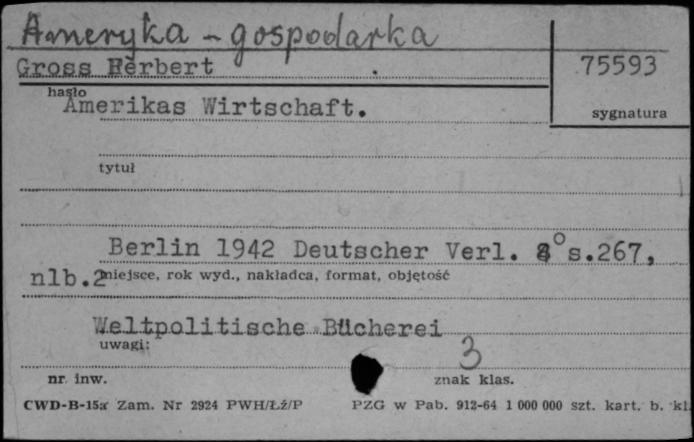 Ameryka - gospodarka
Gross Herbert
75593
hasło
sygnatura
Amerikas Wirtschaft.
tytuł
Berlin 1942 Deutscher Verl. 8° s.267,
nlb.2
miejsce, rok wyd., nakładca, format, objętość
Weltpolitische Bücherei
uwagi:
3
nr. inw.
znak klas.
CWD-B-15a Zam. Nr 2924 PWH/Łź/P PZG w Pab. 912-64 1 000 000 szt. kart. b. kl.